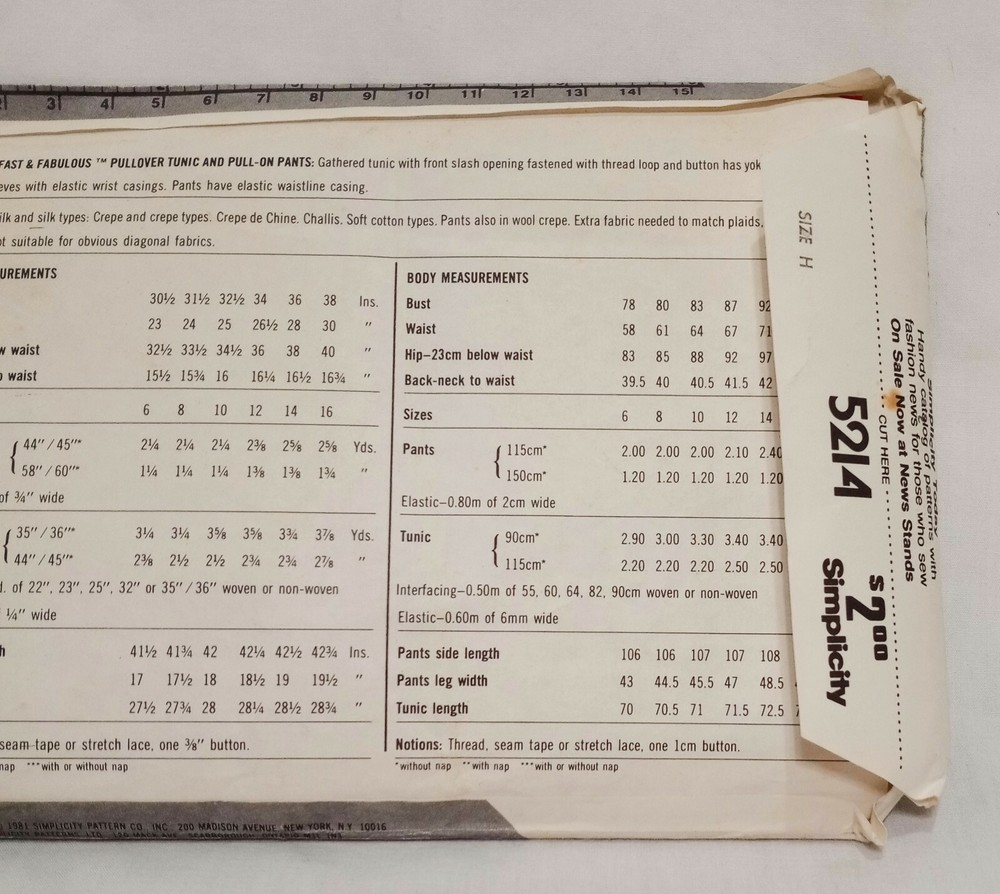 3 4 5 6 7 8 9 10 11 12 13 14 15
FAST & FABULOUS ™ PULLOVER TUNIC AND PULL-ON PANTS: Gathered tunic with front slash opening fastened with thread loop and button has yok
eves with elastic wrist casings. Pants have elastic waistline casing.
ilk and silk types: Crepe and crepe types. Crepe de Chine. Challis. Soft cotton types. Pants also in wool crepe. Extra fabric needed to match plaids,
ot suitable for obvious diagonal fabrics.
UREMENTS
30½ 31½ 32½ 34 36 38 Ins.
23 24 25 26½ 28 30 "
w waist 32½ 33½ 34½ 36 38 40 "
o waist 15½ 15¾ 16 16¼ 16½ 16¾ "
6 8 10 12 14 16
44"/45"* 2¼ 2¼ 2¼ 2⅜ 2⅝ 2⅝ Yds.
58"/60"* 1¼ 1¼ 1¼ 1⅜ 1⅜ 1¾ "
of ¾" wide
35"/36"* 3¼ 3¼ 3⅝ 3⅝ 3¾ 3⅞ Yds.
44"/45"* 2⅜ 2½ 2½ 2¾ 2¾ 2⅞ "
d. of 22", 23", 25", 32" or 35"/36" woven or non-woven
¼" wide
h 41½ 41¾ 42 42¼ 42½ 42¾ Ins.
17 17½ 18 18½ 19 19½ "
27½ 27¾ 28 28¼ 28½ 28¾ "
seam tape or stretch lace, one ⅜" button.
nap ***with or without nap
BODY MEASUREMENTS
Bust 78 80 83 87 92
Waist 58 61 64 67 71
Hip–23cm below waist 83 85 88 92 97
Back-neck to waist 39.5 40 40.5 41.5 42
Sizes 6 8 10 12 14
Pants 115cm* 2.00 2.00 2.00 2.10 2.40
150cm* 1.20 1.20 1.20 1.20 1.20
Elastic–0.80m of 2cm wide
Tunic 90cm* 2.90 3.00 3.30 3.40 3.40
115cm* 2.20 2.20 2.20 2.50 2.50
Interfacing–0.50m of 55, 60, 64, 82, 90cm woven or non-woven
Elastic–0.60m of 6mm wide
Pants side length 106 106 107 107 108
Pants leg width 43 44.5 45.5 47 48.5
Tunic length 70 70.5 71 71.5 72.5 7
Notions: Thread, seam tape or stretch lace, one 1cm button.
*without nap **with nap ***with or without nap
1981 SIMPLICITY PATTERN CO. INC. 200 MADISON AVENUE, NEW YORK, N.Y. 10016
SIZE H
5214
$2.00
Simplicity
CUT HERE
Simplicity Today
Handy catalog of patterns with
fashion news for those who sew
On Sale Now at News Stands